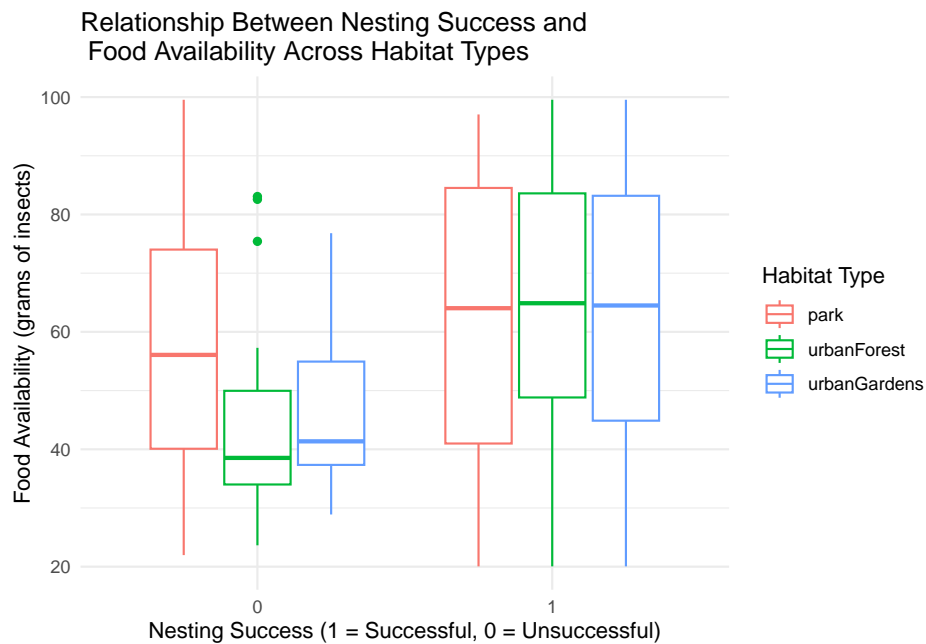 Relationship Between Nesting Success and
Food Availability Across Habitat Types
100
80
60
40
20
Food Availability (grams of insects)
0
1
Nesting Success (1 = Successful, 0 = Unsuccessful)
Habitat Type
park
urbanForest
urbanGardens